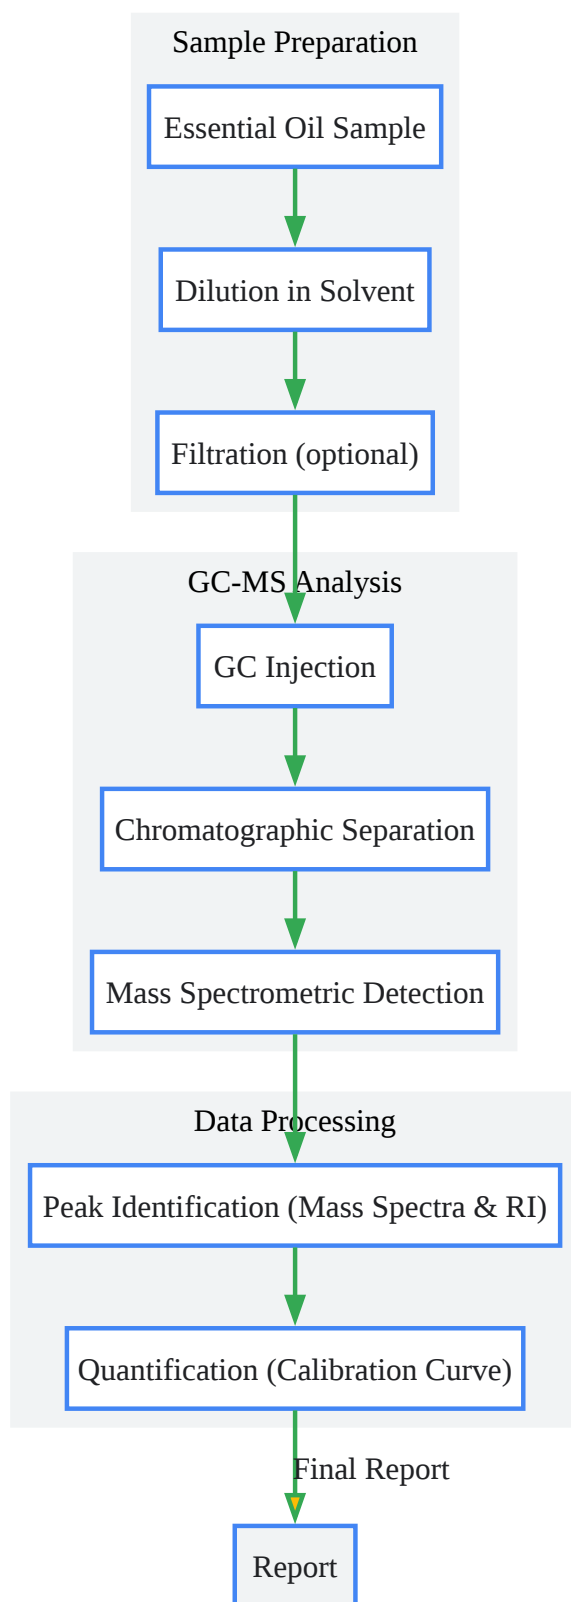 Sample Preparation
Essential Oil Sample
Dilution in Solvent
Filtration (optional)
GC-MS Analysis
GC Injection
Chromatographic Separation
Mass Spectrometric Detection
Data Processing
Peak Identification (Mass Spectra & RI)
Quantification (Calibration Curve)
Final Report
Report